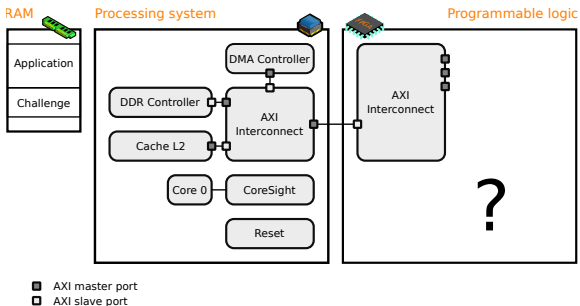 RAM
Processing system
Programmable logic
Application
Challenge
DMA Controller
DDR Controller
AXI
Interconnect
Cache L2
Core 0
CoreSight
Reset
AXI
Interconnect
?
AXI master port
AXI slave port